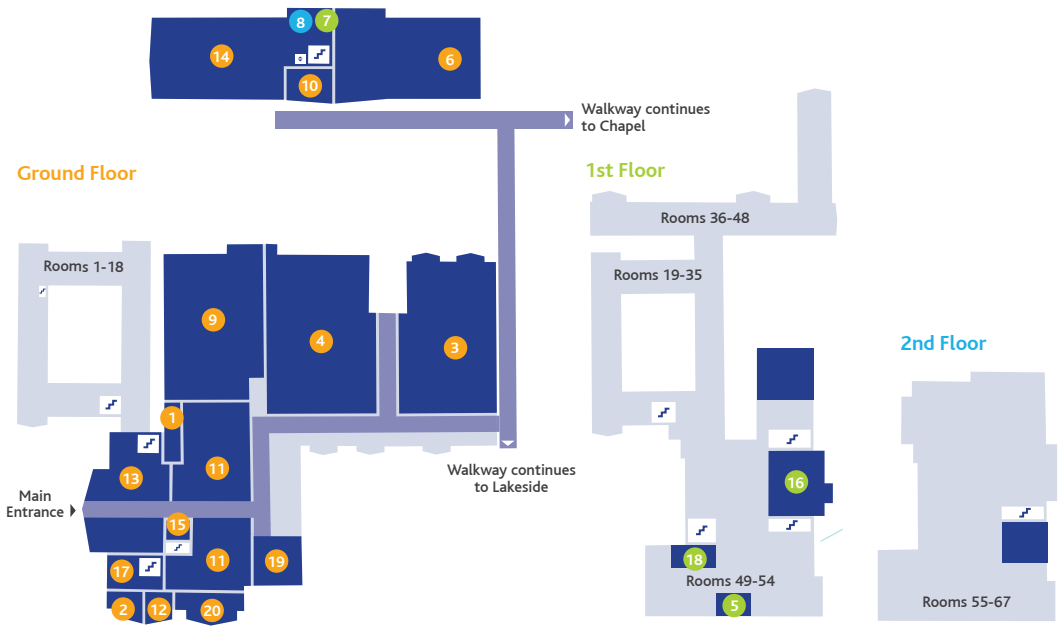 8
7
14
6
10
Walkway continues
to Chapel
Ground Floor
1st Floor
Rooms 36-48
Rooms 1-18
Rooms 19-35
9
4
3
2nd Floor
1
11
13
16
Walkway continues
to Lakeside
Main
Entrance
15
11
17
19
18
Rooms 49-54
2
12
20
5
Rooms 55-67